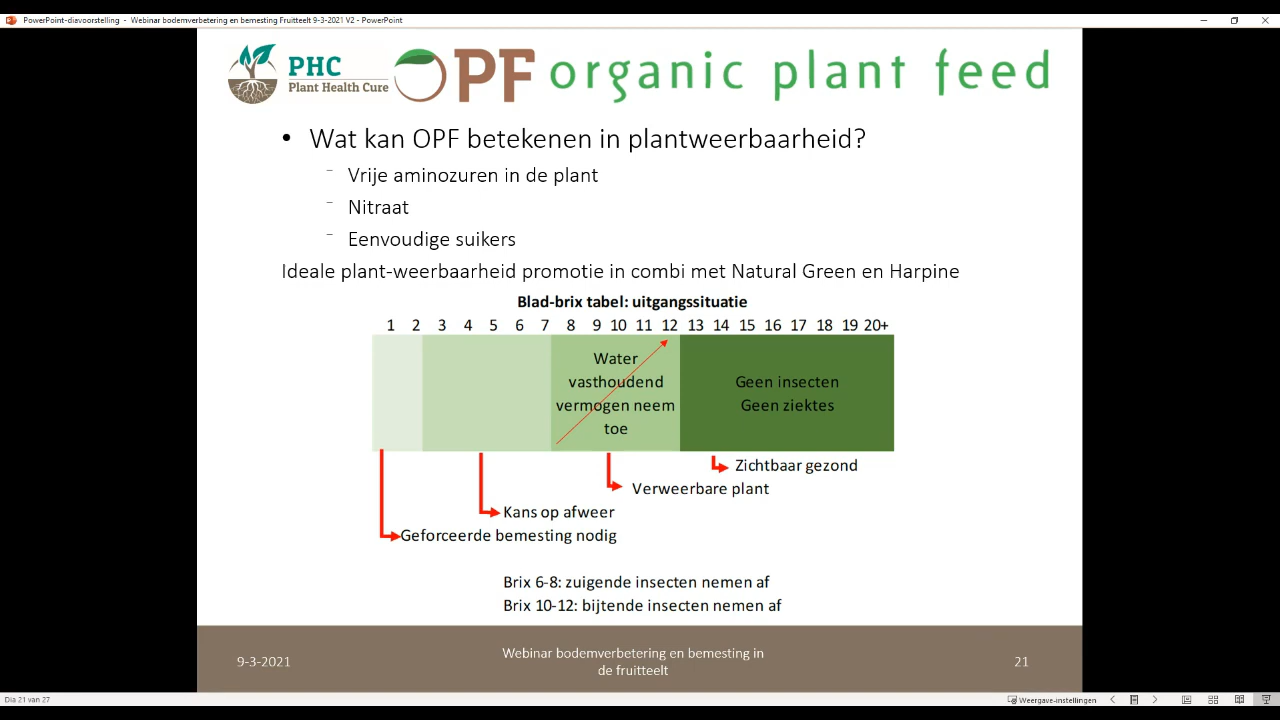 PowerPoint-diavoorstelling - Webinar bodemverbetering en bemesting Fruitteelt 9-3-2021 V2 - PowerPoint
PHC
Plant Health Cure
OPF organic plant feed
• Wat kan OPF betekenen in plantweerbaarheid?
– Vrije aminozuren in de plant
– Nitraat
– Eenvoudige suikers
Ideale plant-weerbaarheid promotie in combi met Natural Green en Harpine
Blad-brix tabel: uitgangssituatie
1 2 3 4 5 6 7 8 9 10 11 12 13 14 15 16 17 18 19 20+
Water
vasthoudend
vermogen neem
toe
Geen insecten
Geen ziektes
Zichtbaar gezond
Verweerbare plant
Kans op afweer
Geforceerde bemesting nodig
Brix 6-8: zuigende insecten nemen af
Brix 10-12: bijtende insecten nemen af
9-3-2021
Webinar bodemverbetering en bemesting in
de fruitteelt
21
Dia 21 van 27
Weergave-instellingen